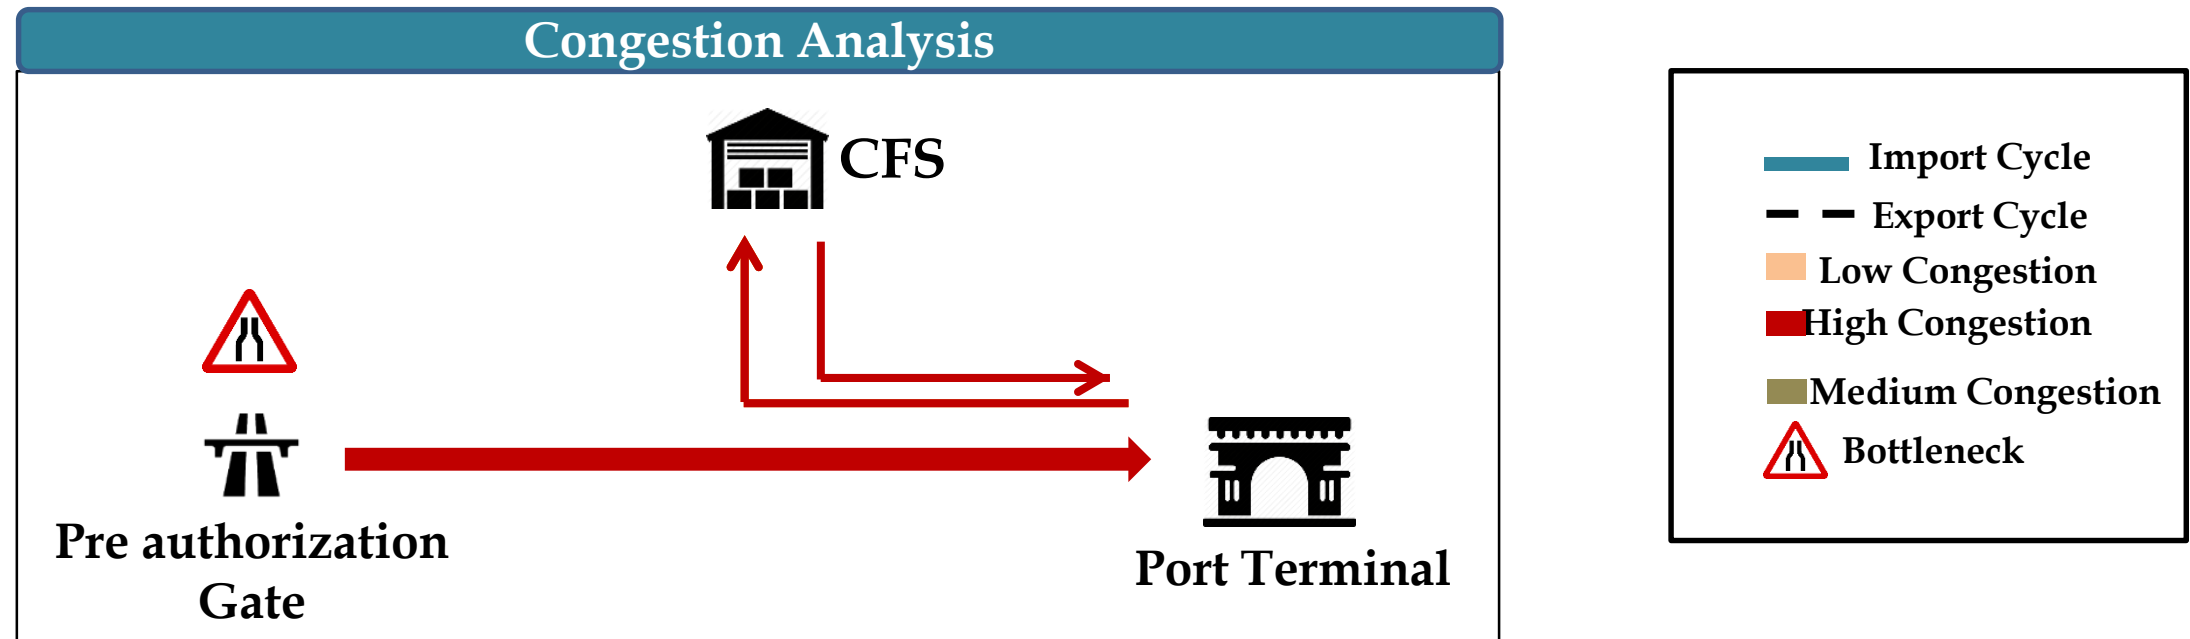 Congestion Analysis
CFS
Pre authorization
Gate
Port Terminal
Import Cycle
Export Cycle
Low Congestion
High Congestion
Medium Congestion
Bottleneck